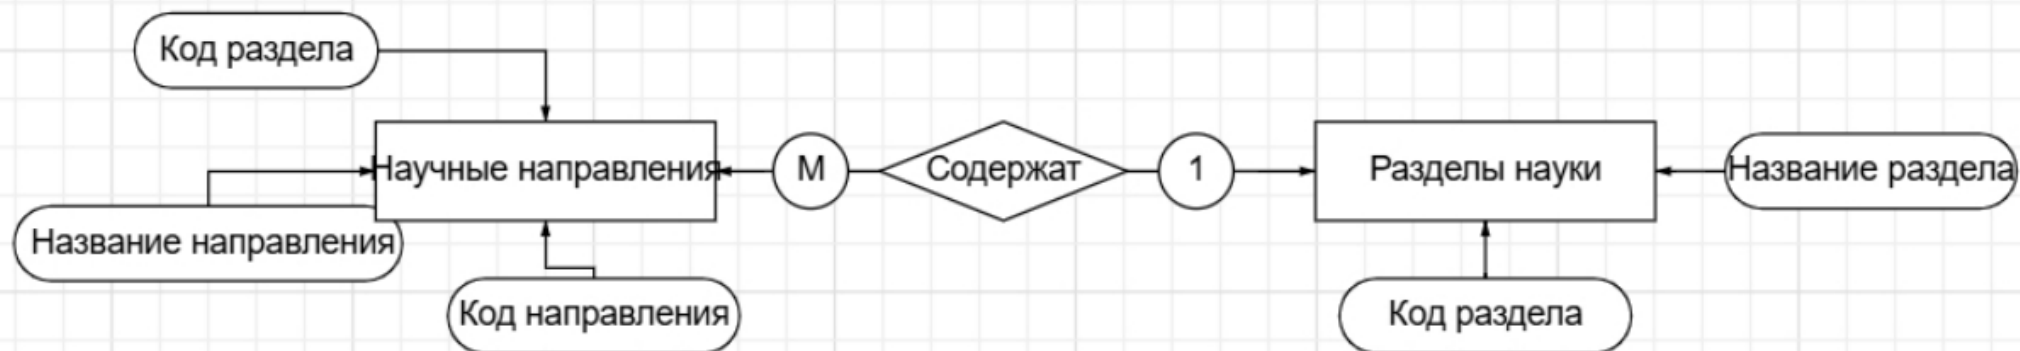 Код раздела
Научные направления
М
Содержат
1
Разделы науки
Название раздела
Название направления
Код направления
Код раздела